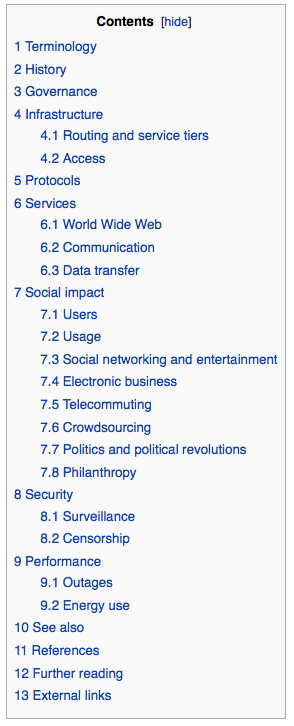 Contents [hide]
1 Terminology
2 History
3 Governance
4 Infrastructure
4.1 Routing and service tiers
4.2 Access
5 Protocols
6 Services
6.1 World Wide Web
6.2 Communication
6.3 Data transfer
7 Social impact
7.1 Users
7.2 Usage
7.3 Social networking and entertainment
7.4 Electronic business
7.5 Telecommuting
7.6 Crowdsourcing
7.7 Politics and political revolutions
7.8 Philanthropy
8 Security
8.1 Surveillance
8.2 Censorship
9 Performance
9.1 Outages
9.2 Energy use
10 See also
11 References
12 Further reading
13 External links